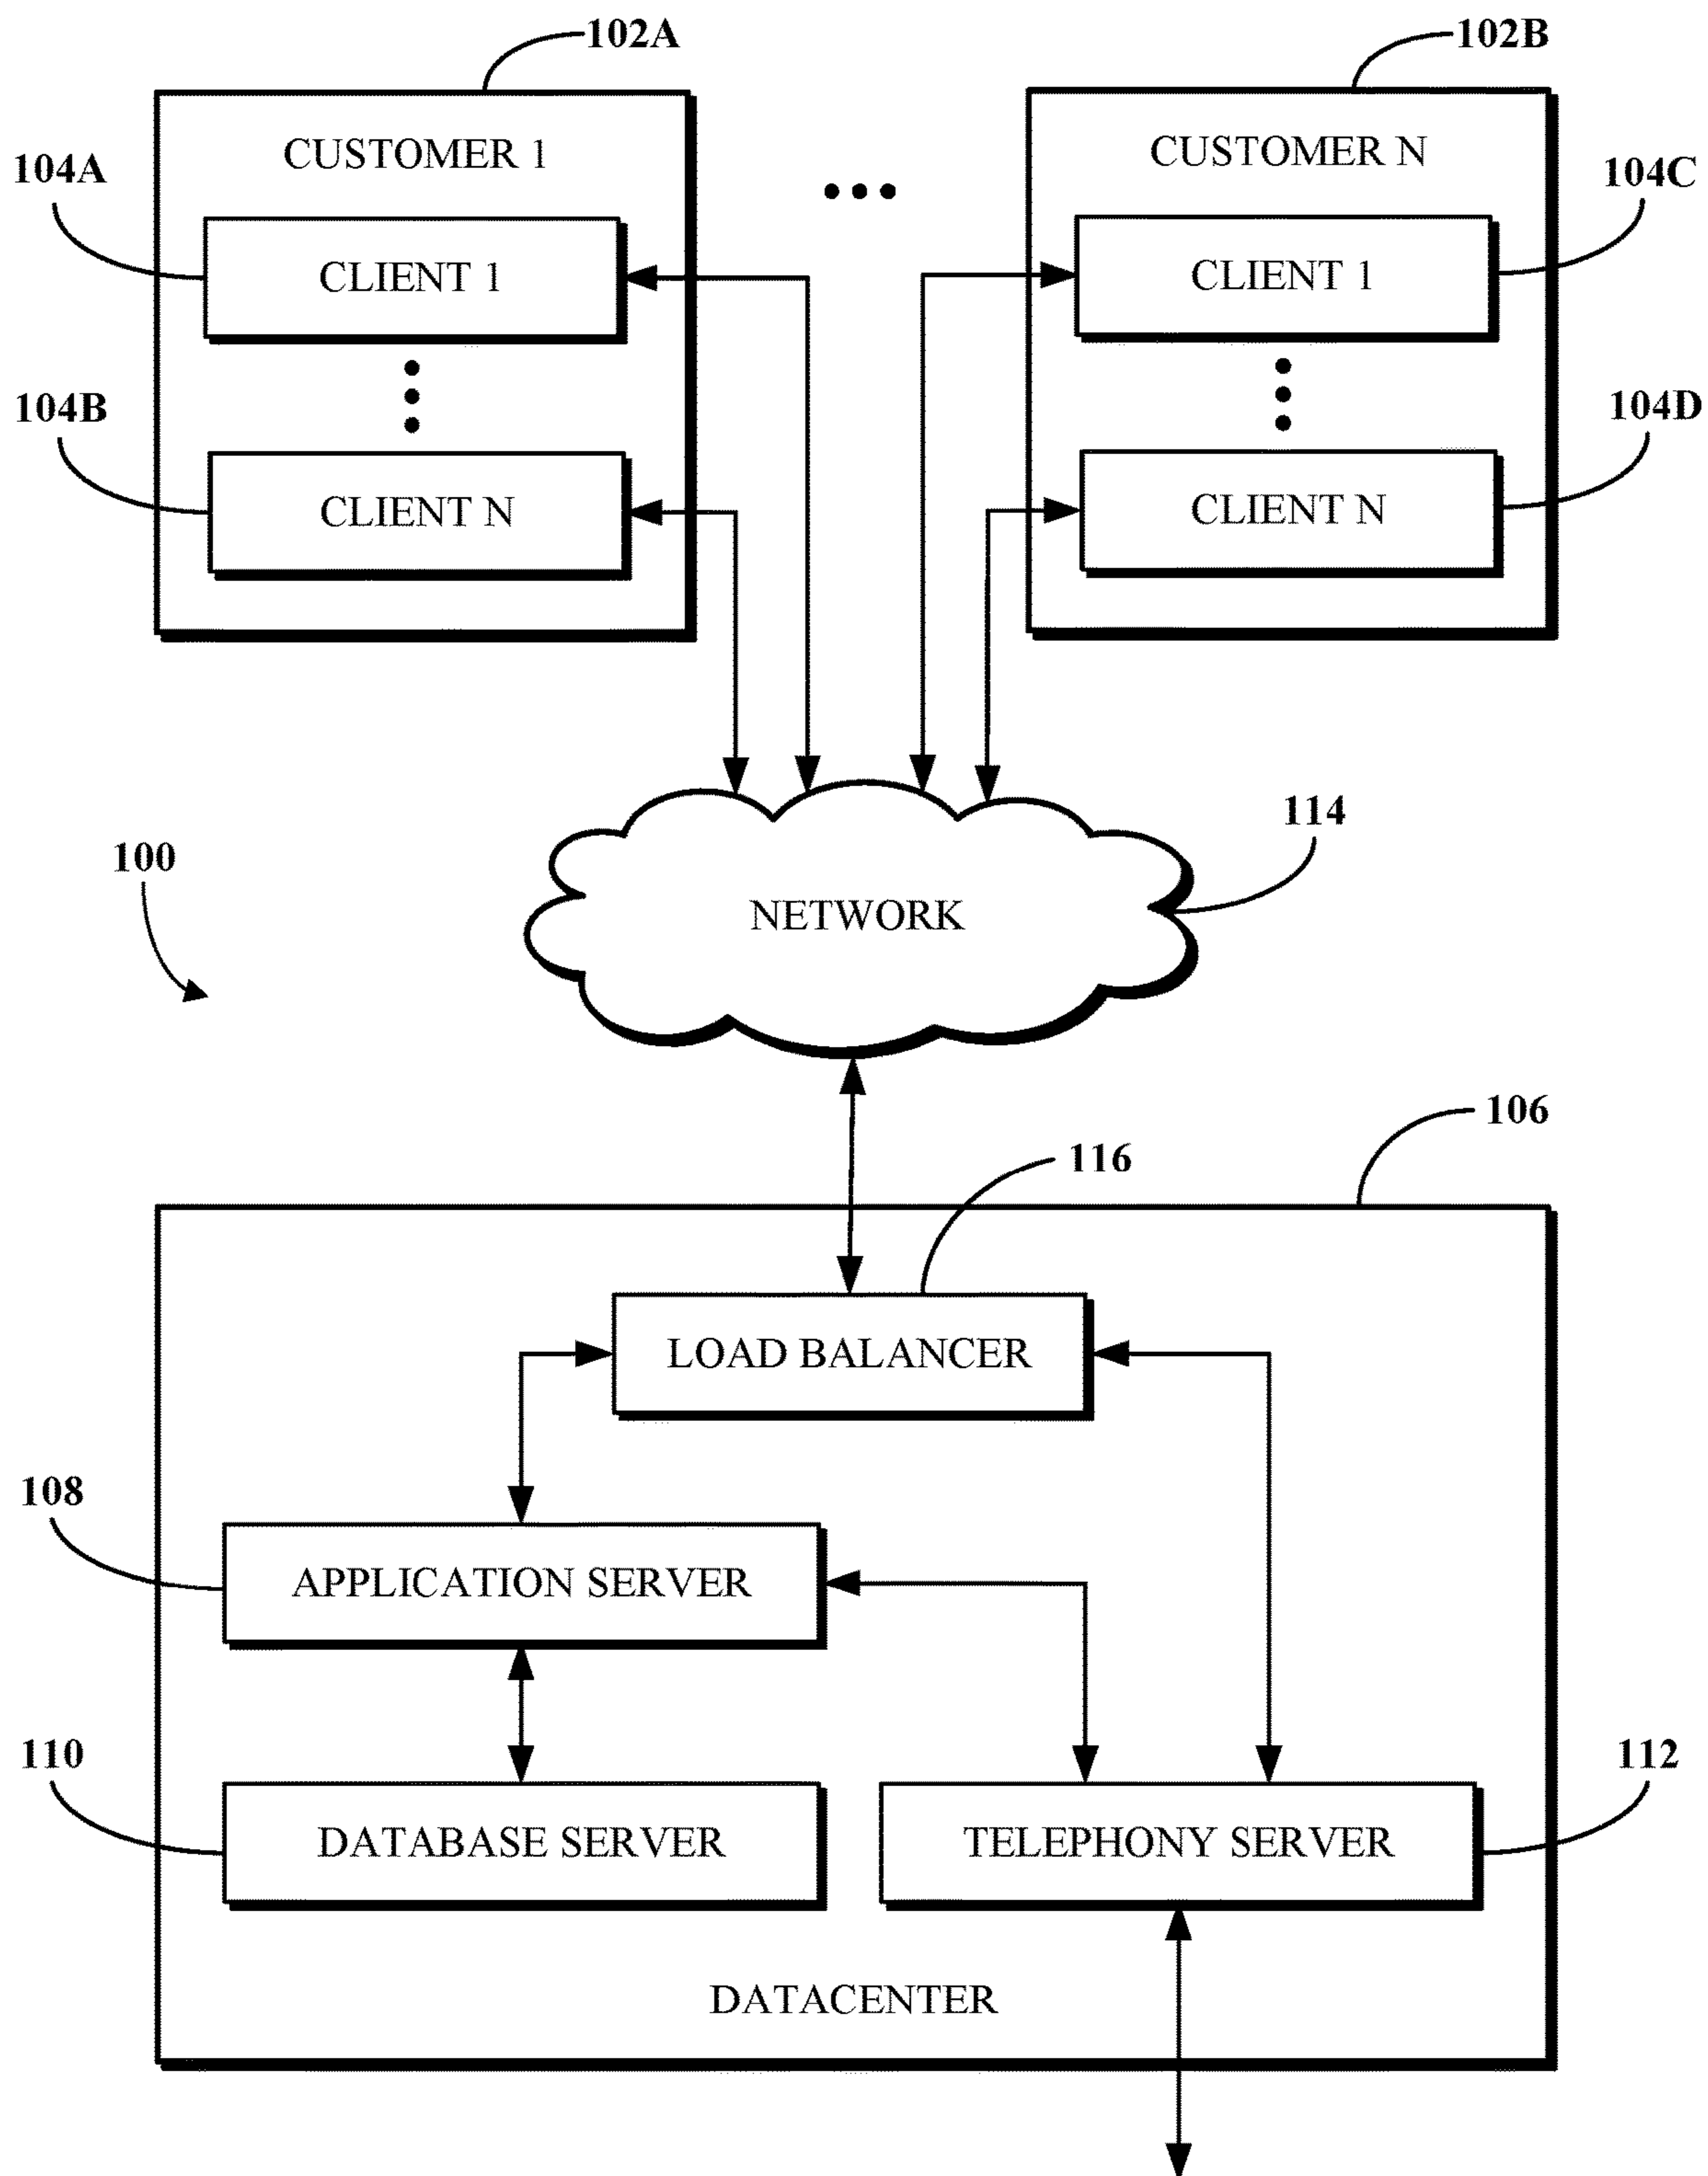 102A
102B
CUSTOMER 1
CUSTOMER N
104A
104C
CLIENT 1
CLIENT 1
104B
104D
CLIENT N
CLIENT N
114
100
NETWORK
106
116
LOAD BALANCER
108
APPLICATION SERVER
110
112
DATABASE SERVER
TELEPHONY SERVER
DATACENTER